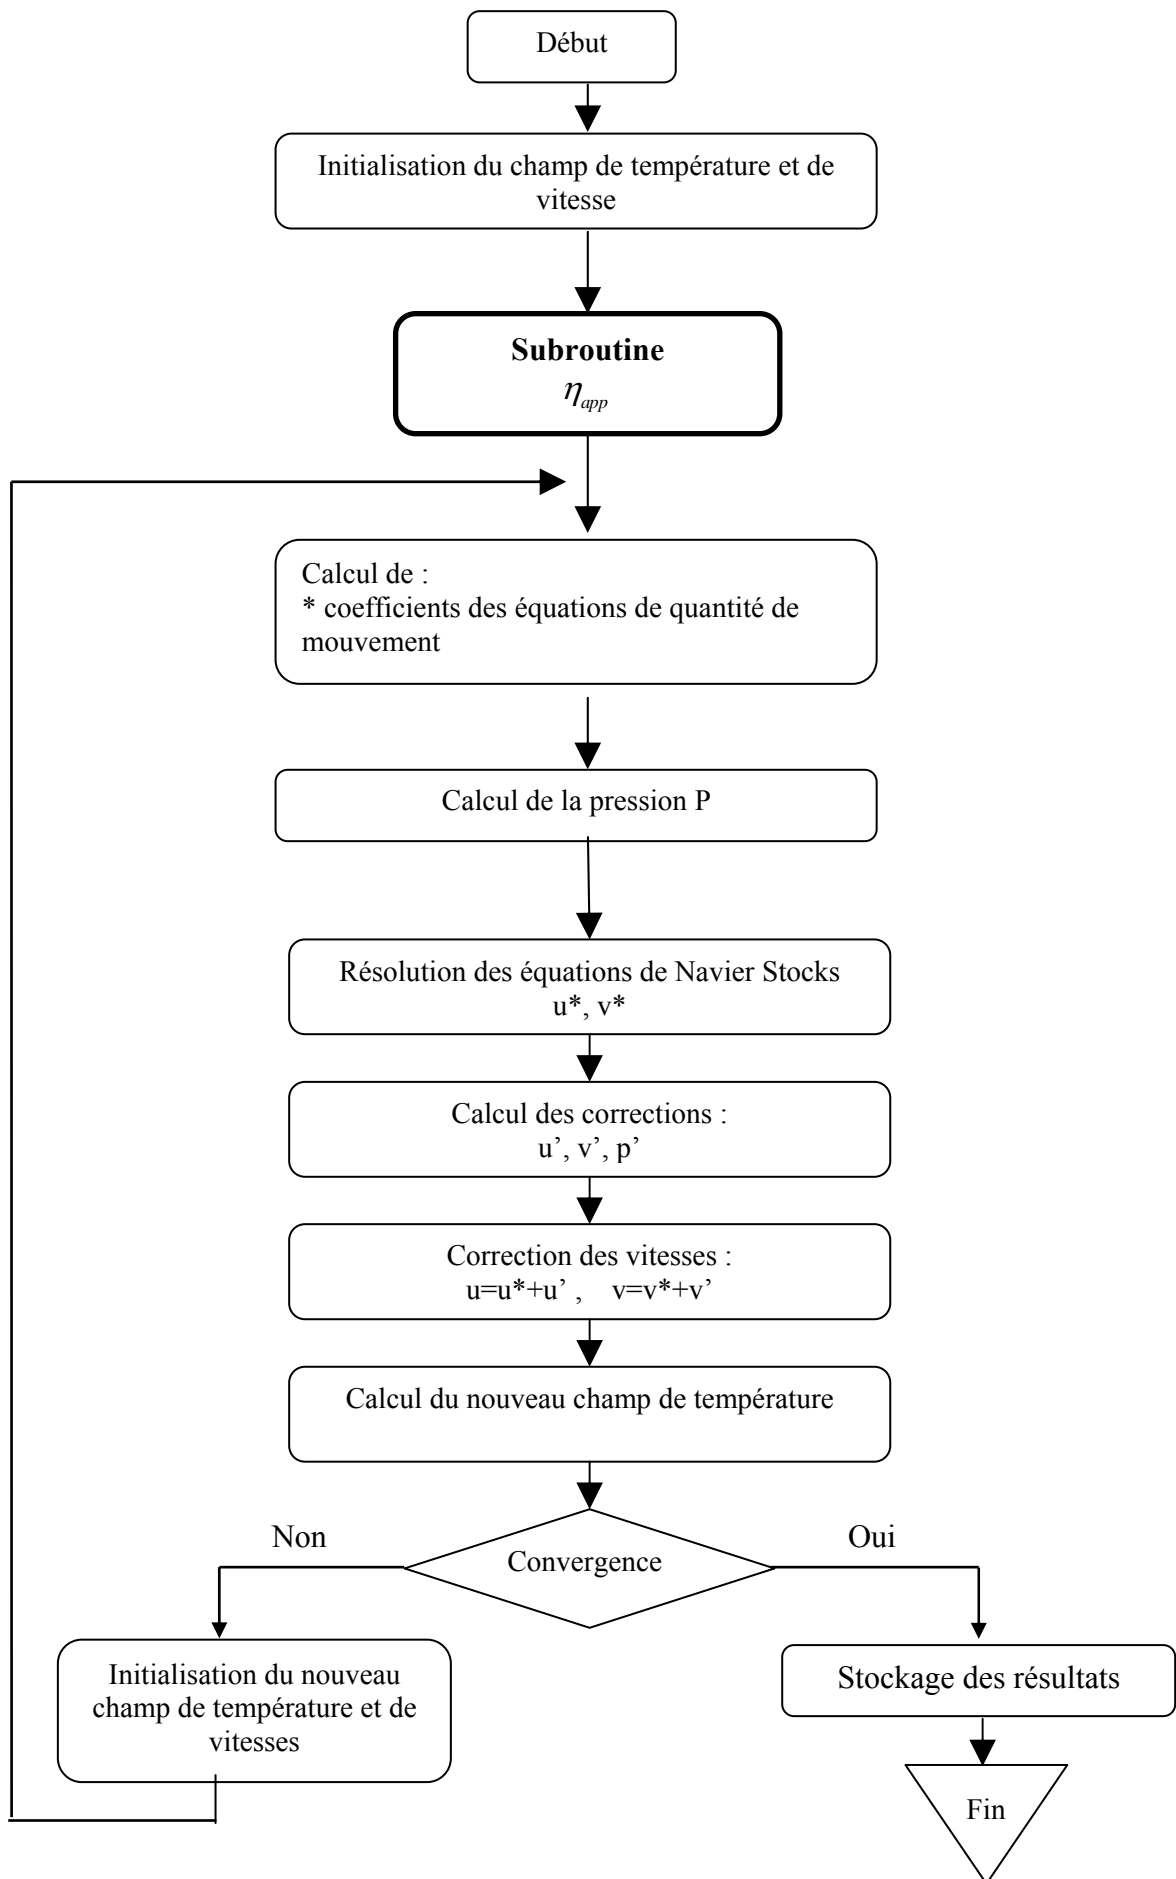 Début
Initialisation du champ de température et de
vitesse
Subroutine
η_app
Calcul de :
* coefficients des équations de quantité de
mouvement
Calcul de la pression P
Résolution des équations de Navier Stocks
u*, v*
Calcul des corrections :
u’, v’, p’
Correction des vitesses :
u=u*+u’ , v=v*+v’
Calcul du nouveau champ de température
Convergence
Non
Oui
Initialisation du nouveau
champ de température et de
vitesses
Stockage des résultats
Fin